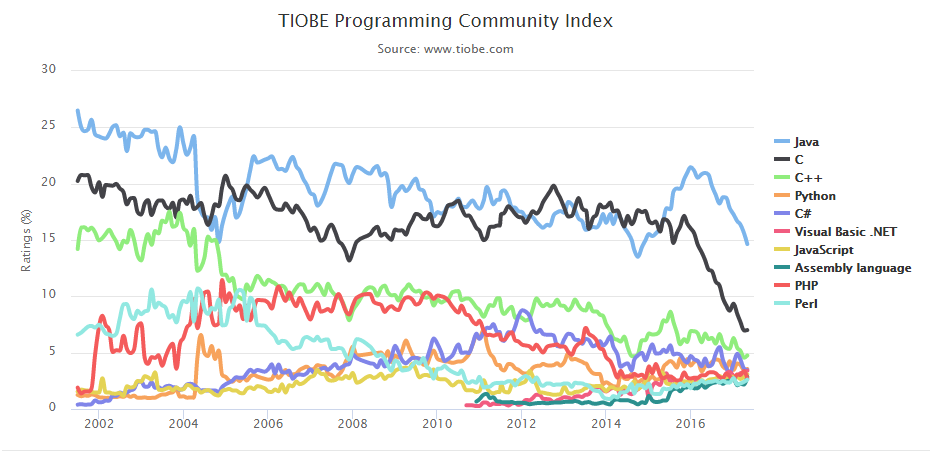 TIOBE Programming Community Index
Source: www.tiobe.com
Ratings (%)
30
25
20
15
10
5
0
2002
2004
2006
2008
2010
2012
2014
2016
Java
C
C++
Python
C#
Visual Basic .NET
JavaScript
Assembly language
PHP
Perl